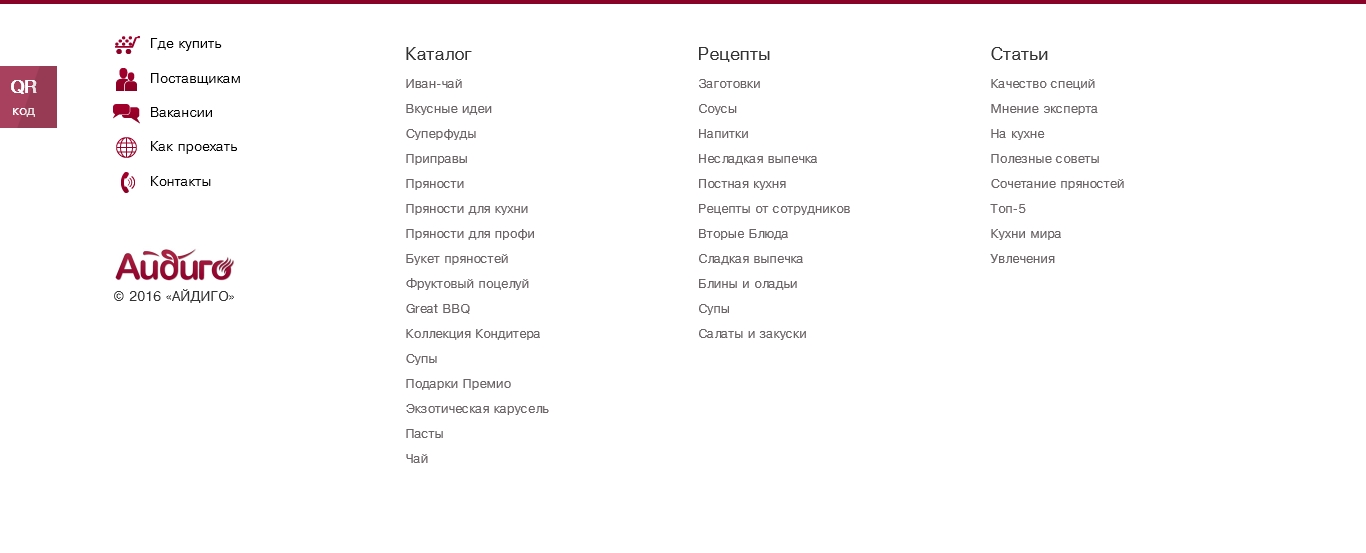 QR
код
Где купить
Поставщикам
Вакансии
Как проехать
Контакты
Айдиго
© 2016 «АЙДИГО»
Каталог
Иван-чай
Вкусные идеи
Суперфуды
Приправы
Пряности
Пряности для кухни
Пряности для профи
Букет пряностей
Фруктовый поцелуй
Great BBQ
Коллекция Кондитера
Супы
Подарки Премио
Экзотическая карусель
Пасты
Чай
Рецепты
Заготовки
Соусы
Напитки
Несладкая выпечка
Постная кухня
Рецепты от сотрудников
Вторые Блюда
Сладкая выпечка
Блины и оладьи
Супы
Салаты и закуски
Статьи
Качество специй
Мнение эксперта
На кухне
Полезные советы
Сочетание пряностей
Топ-5
Кухни мира
Увлечения